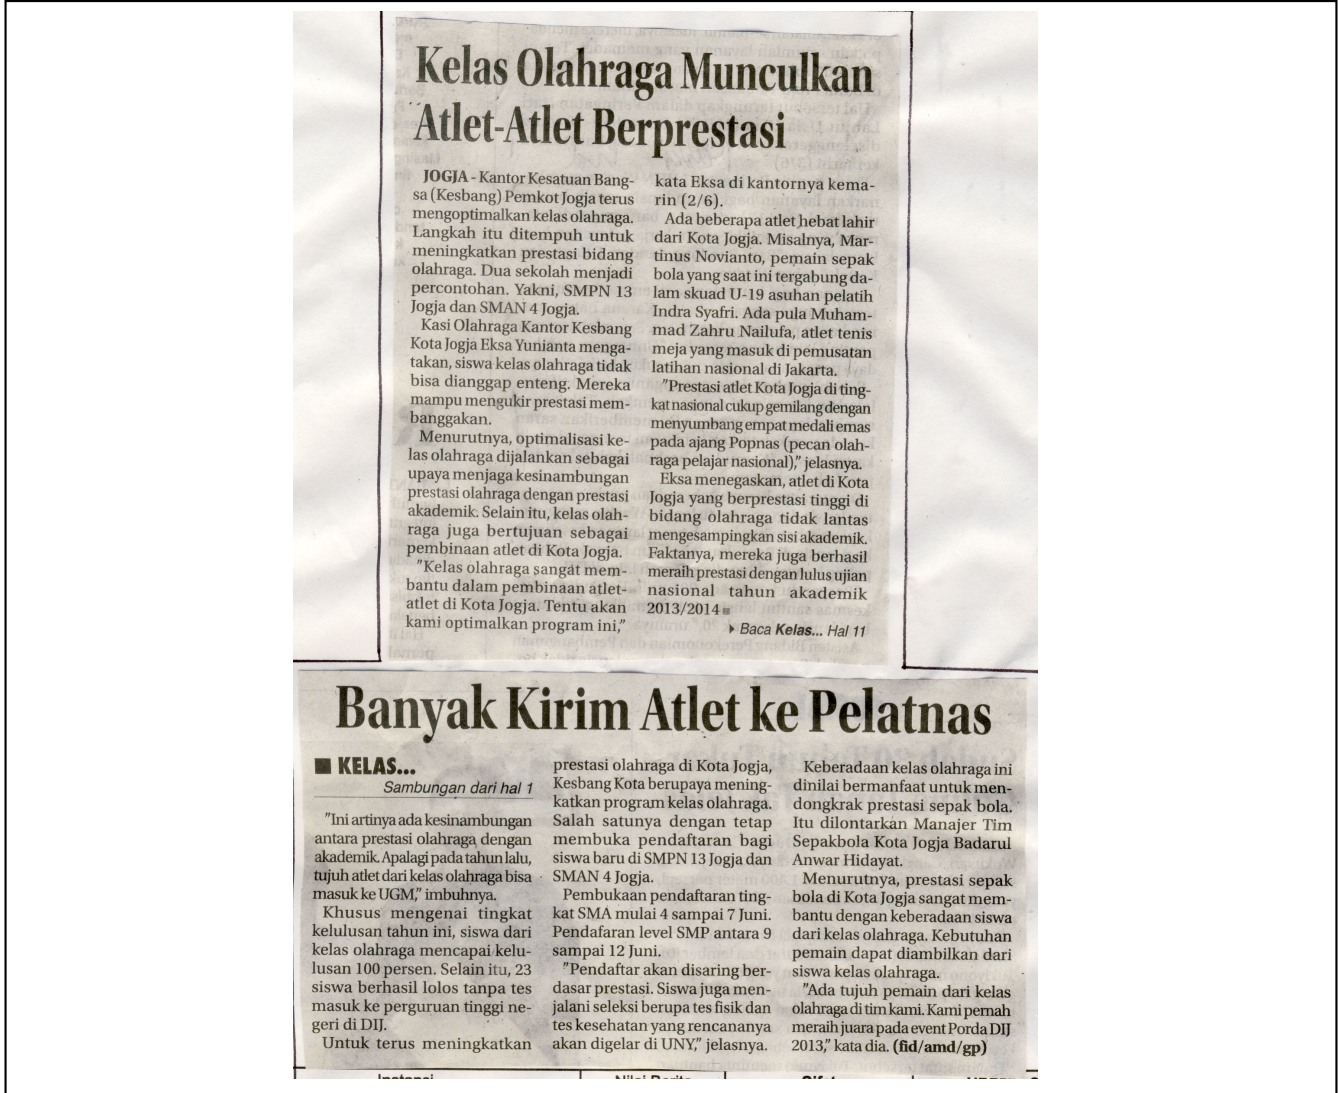 Kelas Olahraga Munculkan
Atlet-Atlet Berprestasi
JOGJA - Kantor Kesatuan Bang-
sa (Kesbang) Pemkot Jogja terus
mengoptimalkan kelas olahraga.
Langkah itu ditempuh untuk
meningkatkan prestasi bidang
olahraga. Dua sekolah menjadi
percontohan. Yakni, SMPN 13
Jogja dan SMAN 4 Jogja.
Kasi Olahraga Kantor Kesbang
Kota Jogja Eksa Yunianta menga-
takan, siswa kelas olahraga tidak
bisa dianggap enteng. Mereka
mampu mengukir prestasi mem-
banggakan.
Menurutnya, optimalisasi ke-
las olahraga dijalankan sebagai
upaya menjaga kesinambungan
prestasi olahraga dengan prestasi
akademik. Selain itu, kelas olah-
raga juga bertujuan sebagai
pembinaan atlet di Kota Jogja.
"Kelas olahraga sangat mem-
bantu dalam pembinaan atlet-
atlet di Kota Jogja. Tentu akan
kami optimalkan program ini,"
kata Eksa di kantornya kema-
rin (2/6).
Ada beberapa atlet hebat lahir
dari Kota Jogja. Misalnya, Mar-
tinus Novianto, pemain sepak
bola yang saat ini tergabung da-
lam skuad U-19 asuhan pelatih
Indra Syafri. Ada pula Muham-
mad Zahru Nailufa, atlet tenis
meja yang masuk di pemusatan
latihan nasional di Jakarta.
"Prestasi atlet Kota Jogja di ting-
kat nasional cukup gemilang dengan
menyumbang empat medali emas
pada ajang Popnas (pecan olah-
raga pelajar nasional)," jelasnya.
Eksa menegaskan, atlet di Kota
Jogja yang berprestasi tinggi di
bidang olahraga tidak lantas
mengesampingkan sisi akademik.
Faktanya, mereka juga berhasil
meraih prestasi dengan lulus ujian
nasional tahun akademik
2013/2014
Baca Kelas... Hal 11
Banyak Kirim Atlet ke Pelatnas
KELAS...
Sambungan dari hal 1
"Ini artinya ada kesinambungan
antara prestasi olahraga dengan
akademik. Apalagi pada tahun lalu,
tujuh atlet dari kelas olahraga bisa
masuk ke UGM," imbuhnya.
Khusus mengenai tingkat
kelulusan tahun ini, siswa dari
kelas olahraga mencapai kelu-
lusan 100 persen. Selain itu, 23
siswa berhasil lolos tanpa tes
masuk ke perguruan tinggi ne-
geri di DIJ.
Untuk terus meningkatkan
prestasi olahraga di Kota Jogja,
Kesbang Kota berupaya mening-
katkan program kelas olahraga.
Salah satunya dengan tetap
membuka pendaftaran bagi
siswa baru di SMPN 13 Jogja dan
SMAN 4 Jogja.
Pembukaan pendaftaran ting-
kat SMA mulai 4 sampai 7 Juni.
Pendafaran level SMP antara 9
sampai 12 Juni.
"Pendaftar akan disaring ber-
dasar prestasi. Siswa juga men-
jalani seleksi berupa tes fisik dan
tes kesehatan yang rencananya
akan digelar di UNY," jelasnya.
Keberadaan kelas olahraga ini
dinilai bermanfaat untuk men-
dongkrak prestasi sepak bola.
Itu dilontarkan Manajer Tim
Sepakbola Kota Jogja Badarul
Anwar Hidayat.
Menurutnya, prestasi sepak
bola di Kota Jogja sangat mem-
bantu dengan keberadaan siswa
dari kelas olahraga. Kebutuhan
pemain dapat diambilkan dari
siswa kelas olahraga.
"Ada tujuh pemain dari kelas
olahraga di tim kami. Kami pernah
meraih juara pada event Porda DIJ
2013," kata dia. (fid/amd/gp)